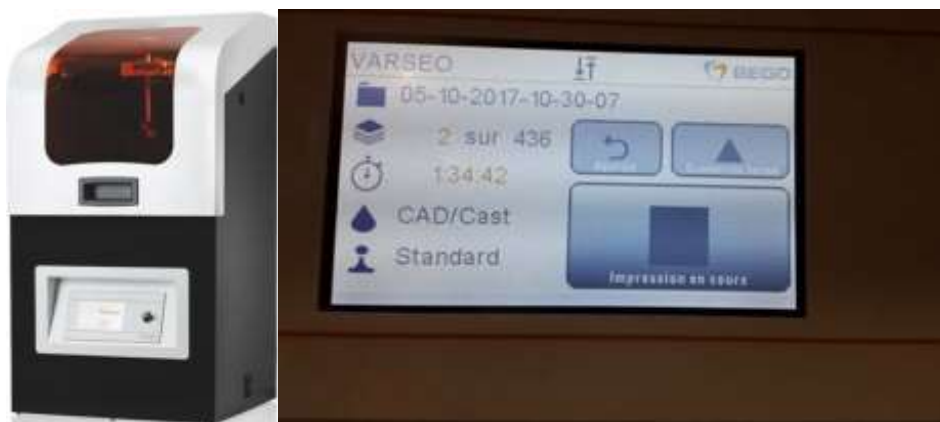 VARSEO
BEGO
05-10-2017-10-30-07
2 sur 436
1:34:42
CAD/Cast
Standard
Impression en cours